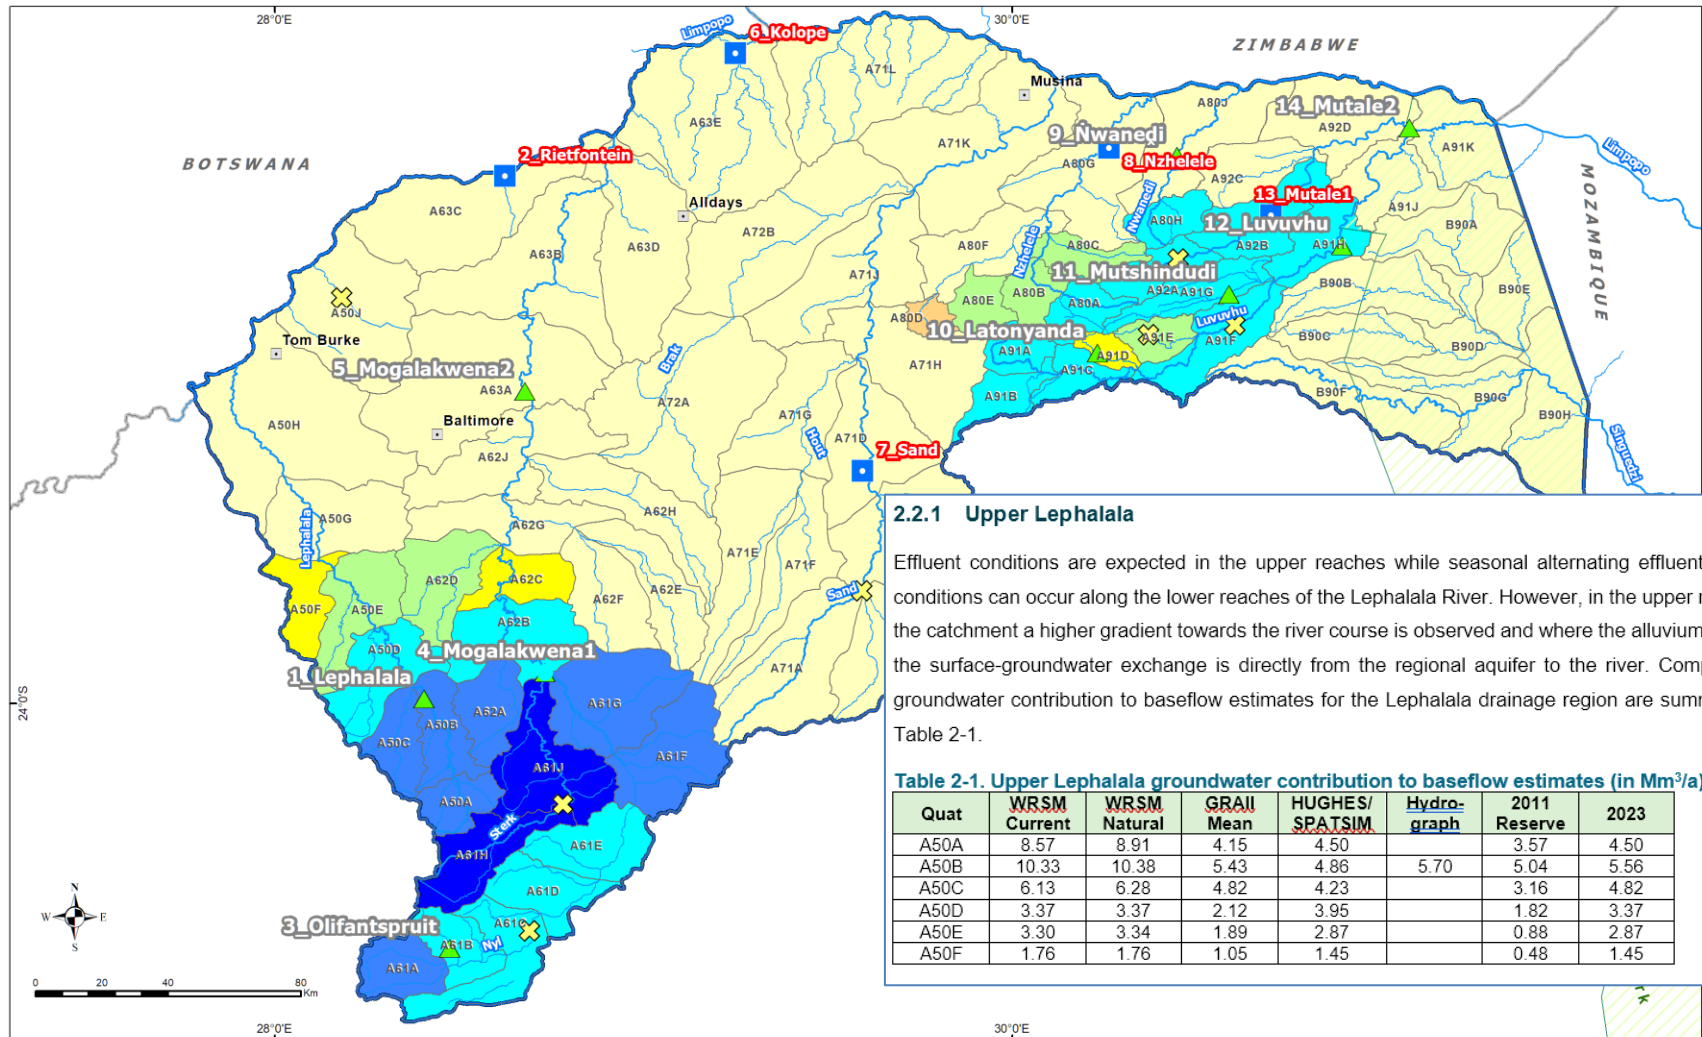 28°0'E
30°0'E
Limpopo
6_Kolope
ZIMBABWE
A71L
Musina
A80J
14_Mutale2
A63E
A92D
9_Nwanedi
A71K
A80G
8_Nzhelele
A91K
Limpopo
2_Rietfontein
BOTSWANA
MOZAMBIQUE
A92C
13_Mutale1
Alldays
A63C
Nwanedi
A80H
12_Luvuvhu
A91J
B90A
A72B
A63D
A63B
A80F
A80C
A92B
A91H
Nzhelele
A71J
11_Mutshindudi
A92A
A91G
B90B
B90E
A80E
A80B
A80A
A50J
A80D
Luvuvhu
10_Latonyanda
A91E
A91F
B90C
B90D
Tom Burke
A91A
A91D
A71H
A91C
Brak
5_Mogalakwena2
A63A
A91B
B90F
B90G
B90H
A72A
A71G
Baltimore
A50H
A71D
Hout
7_Sand
Singuedzi
A62J
A50G
A62H
A62G
Lephalala
A71E
A71F
A62D
A62C
A62E
A62F
Sand
A50F
A50E
A62B
A50D
4_Mogalakwena1
A71A
1_Lephalala
24°0'S
A61G
A62A
A50B
A50C
A61F
A61J
A50A
Sterk
A61H
A61E
A61D
3_Olifantspruit
A61C
A61B
Nyl
A61A
N
W E
S
0 20 40 80
Km
28°0'E
30°0'E
2.2.1 Upper Lephalala
Effluent conditions are expected in the upper reaches while seasonal alternating effluent
conditions can occur along the lower reaches of the Lephalala River. However, in the upper
the catchment a higher gradient towards the river course is observed and where the alluvium
the surface-groundwater exchange is directly from the regional aquifer to the river.
groundwater contribution to baseflow estimates for the Lephalala drainage region are
Table 2-1.
Table 2-1. Upper Lephalala groundwater contribution to baseflow estimates (in Mm³/a)
Quat WRSM Current WRSM Natural GRAII Mean HUGHES/ SPATSIM Hydro-graph 2011 Reserve 2023
A50A 8.57 8.91 4.15 4.50 3.57 4.50
A50B 10.33 10.38 5.43 4.86 5.70 5.04 5.56
A50C 6.13 6.28 4.82 4.23 3.16 4.82
A50D 3.37 3.37 2.12 3.95 1.82 3.37
A50E 3.30 3.34 1.89 2.87 0.88 2.87
A50F 1.76 1.76 1.05 1.45 0.48 1.45